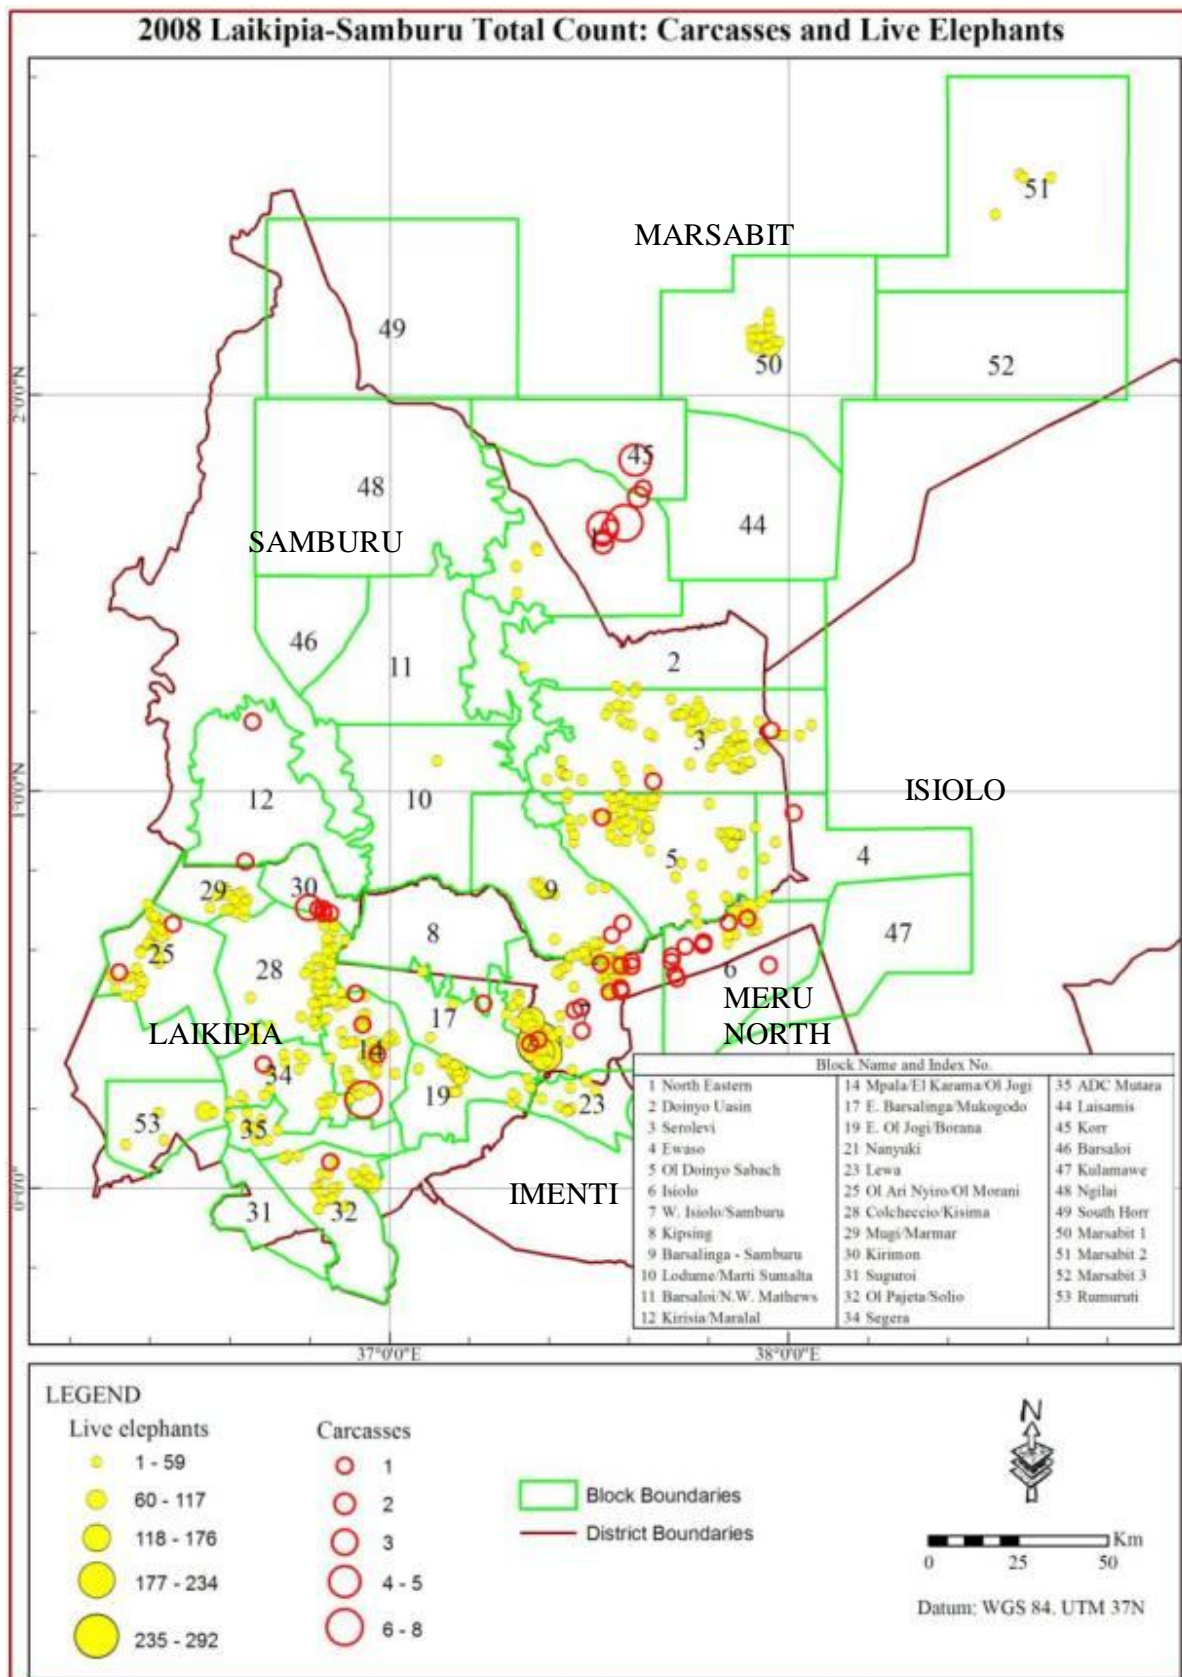 2008 Laikipia-Samburu Total Count: Carcasses and Live Elephants
51
MARSABIT
49
50
52
2°0'0"N
45
48
44
1
SAMBURU
46
11
2
3
1°0'0"N
12
10
ISIOLO
5
4
29
30
9
25
8
47
28
6
MERU
NORTH
17
7
LAIKIPIA
14
34
19
23
53
35
0°0'0"
31
32
IMENTI
Block Name and Index No.
1 North Eastern
2 Doinyo Uasin
3 Serolevi
4 Ewaso
5 Ol Doinyo Sabach
6 Isiolo
7 W. Isiolo/Samburu
8 Kipsing
9 Barsalinga - Samburu
10 Lodume/Marti Sumalta
11 Barsaloi/N.W. Mathews
12 Kirisia/Maralal
14 Mpala/El Karama/Ol Jogi
17 E. Barsalinga/Mukogodo
19 E. Ol Jogi/Borana
21 Nanyuki
23 Lewa
25 Ol Ari Nyiro/Ol Morani
28 Colcheccio/Kisima
29 Mugi/Marmar
30 Kirimon
31 Suguroi
32 Ol Pajeta/Solio
34 Segera
35 ADC Mutara
44 Laisamis
45 Korr
46 Barsaloi
47 Kulamawe
48 Ngilai
49 South Horr
50 Marsabit 1
51 Marsabit 2
52 Marsabit 3
53 Rumuruti
37°0'0"E
38°0'0"E
LEGEND
Live elephants
1 - 59
60 - 117
118 - 176
177 - 234
235 - 292
Carcasses
1
2
3
4 - 5
6 - 8
Block Boundaries
District Boundaries
N
Km
0 25 50
Datum: WGS 84. UTM 37N